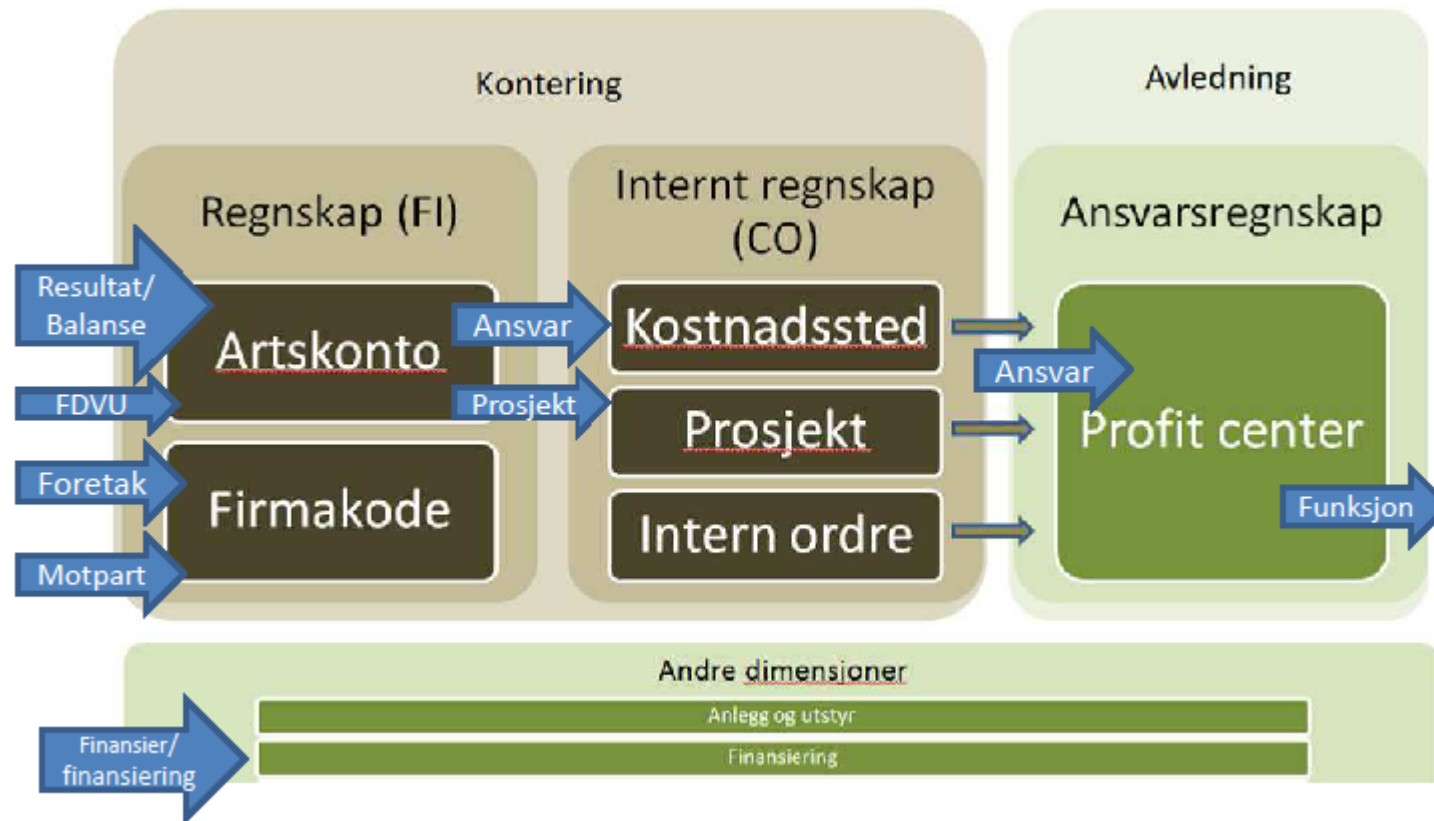 Kontering
Avledning
Regnskap (FI)
Internt regnskap
(CO)
Ansvarsregnskap
Resultat/
Balanse
Artskonto
FDVU
Foretak
Firmakode
Motpart
Ansvar
Kostnadssted
Prosjekt
Prosjekt
Intern ordre
Ansvar
Profit center
Funksjon
Andre dimensjoner
Anlegg og utstyr
Finansier/
finansiering
Finansiering